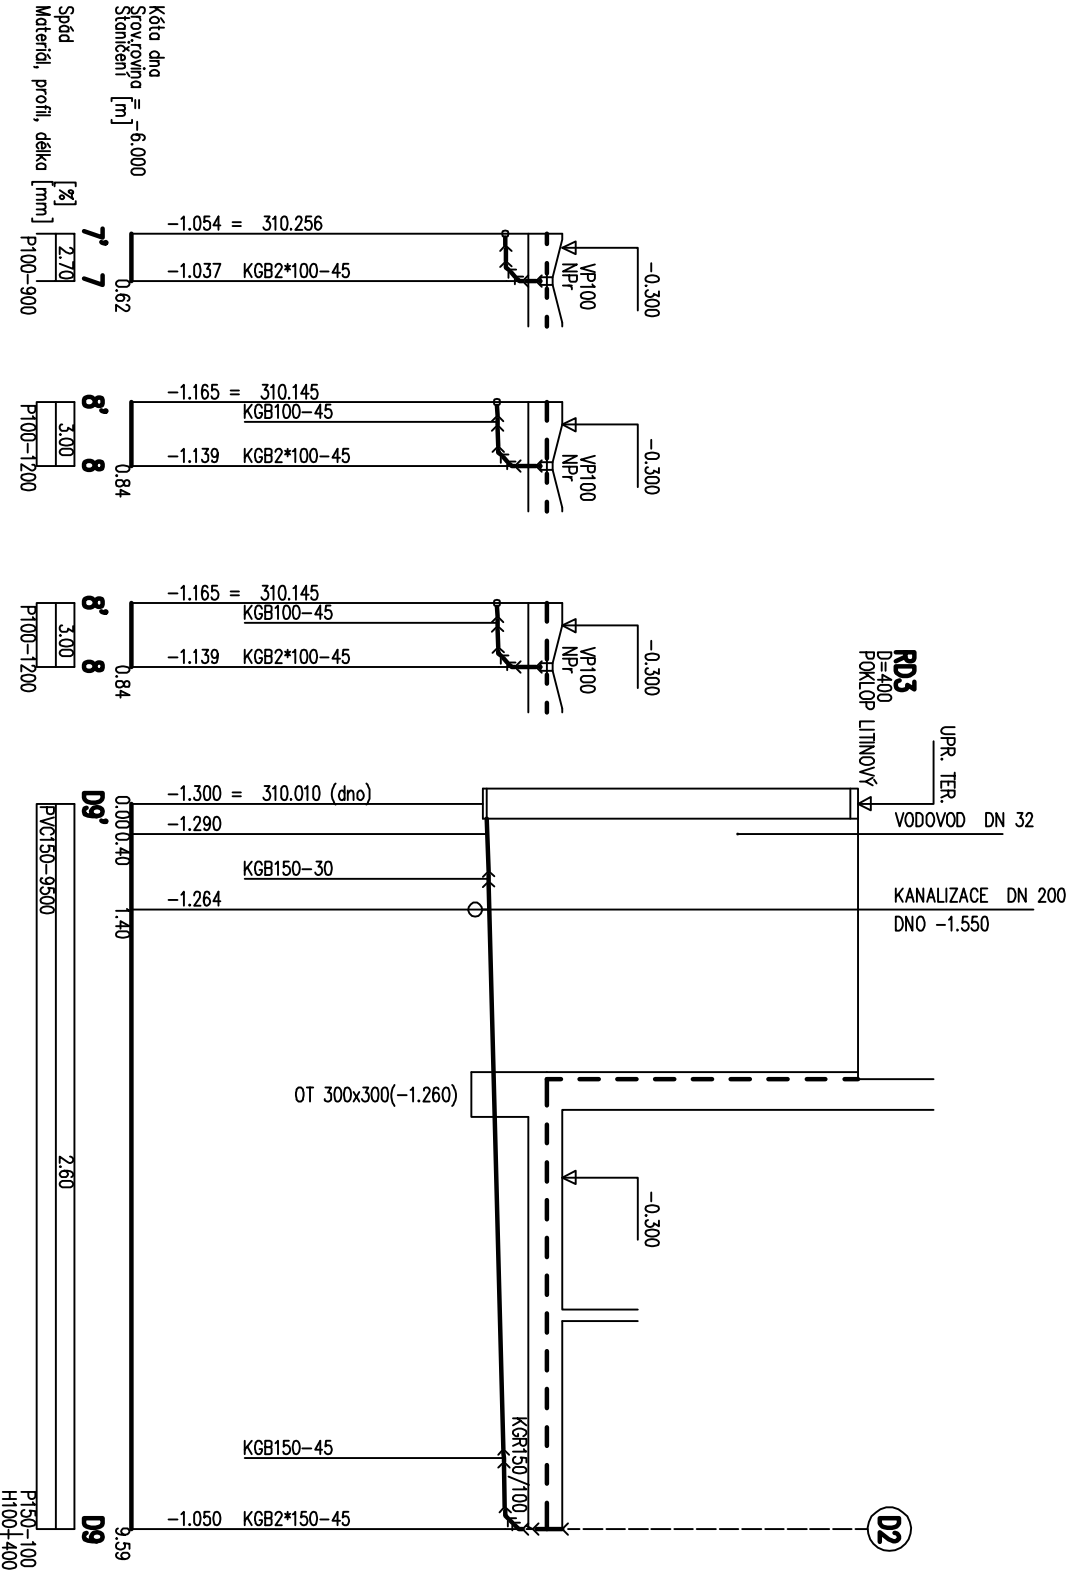 Kóta dna
Srov.rovina = -6.000
Staničení [m]
Spád [%]
Materiál, profil, délka [mm]
-1.054 = 310.256
-1.037 KGB2*100-45
7'
7
0.62
2.70
P100-900
VP100
NPr
-0.300
-1.165 = 310.145
KGB100-45
-1.139 KGB2*100-45
8'
8
0.84
3.00
P100-1200
VP100
NPr
-0.300
-1.165 = 310.145
KGB100-45
-1.139 KGB2*100-45
8'
8
0.84
3.00
P100-1200
VP100
NPr
-0.300
RD3
D=400
POKLOP LITINOVÝ
UPR. TER.
VODOVOD DN 32
KANALIZACE DN 200
DNO -1.550
-1.300 = 310.010 (dno)
-1.290
KGB150-30
-1.264
D9'
0.00
0.40
1.40
PVC150-9500
2.60
OT 300x300(-1.260)
-0.300
KGB150-45
KGR150/100
-1.050 KGB2*150-45
D9
9.59
P150-100
H100-400
D2